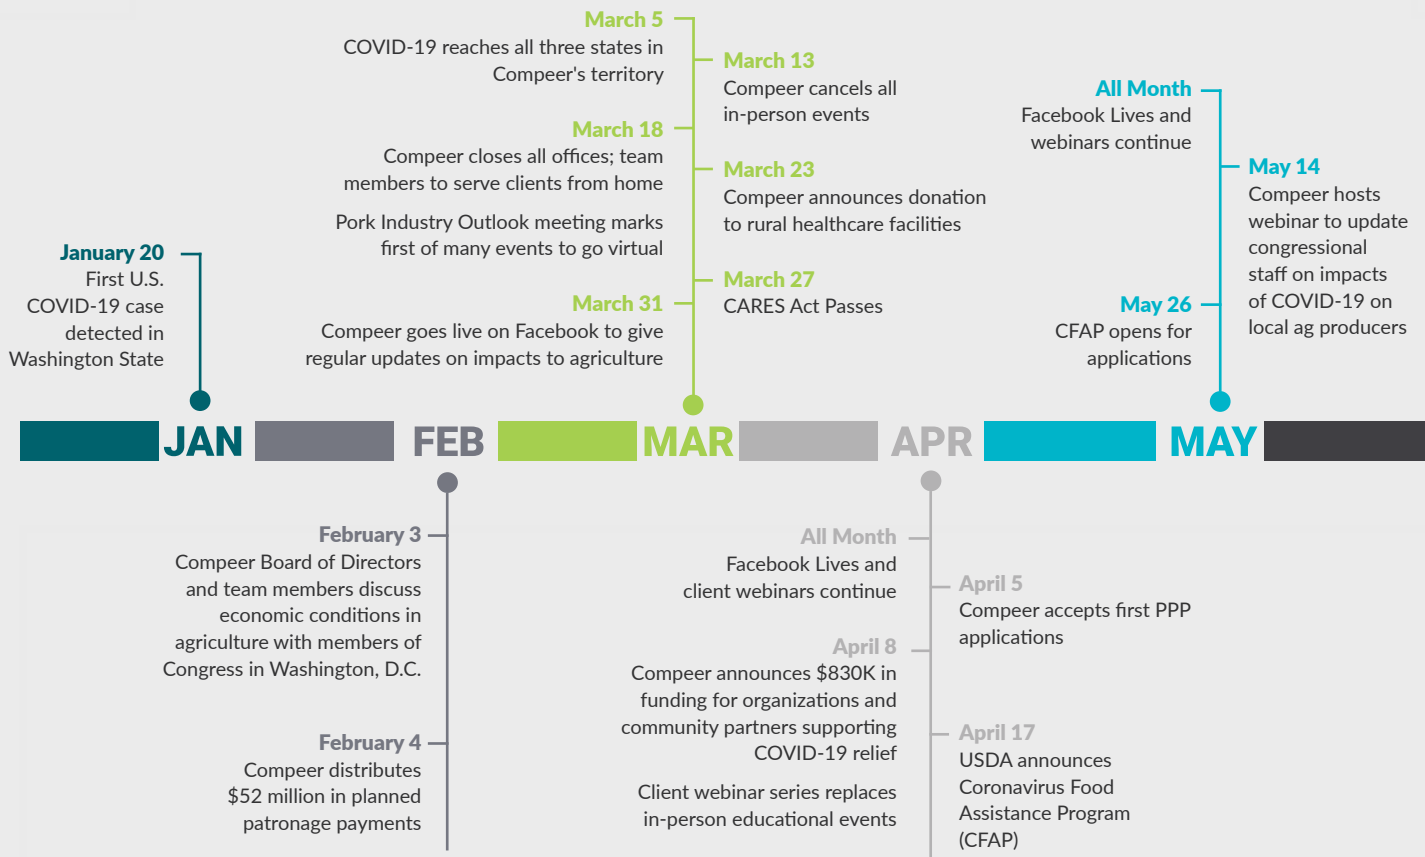 January 20
First U.S.
COVID-19 case
detected in
Washington State
JAN
February 3
Compeer Board of Directors
and team members discuss
economic conditions in
agriculture with members of
Congress in Washington, D.C.
February 4
Compeer distributes
$52 million in planned
patronage payments
FEB
March 5
COVID-19 reaches all three states in
Compeer's territory
March 13
Compeer cancels all
in-person events
March 18
Compeer closes all offices; team
members to serve clients from home
Pork Industry Outlook meeting marks
first of many events to go virtual
March 23
Compeer announces donation
to rural healthcare facilities
March 27
CARES Act Passes
March 31
Compeer goes live on Facebook to give
regular updates on impacts to agriculture
MAR
APR
All Month
Facebook Lives and
client webinars continue
April 5
Compeer accepts first PPP
applications
April 8
Compeer announces $830K in
funding for organizations and
community partners supporting
COVID-19 relief
Client webinar series replaces
in-person educational events
April 17
USDA announces
Coronavirus Food
Assistance Program
(CFAP)
All Month
Facebook Lives and
webinars continue
May 14
Compeer hosts
webinar to update
congressional
staff on impacts
of COVID-19 on
local ag producers
May 26
CFAP opens for
applications
MAY